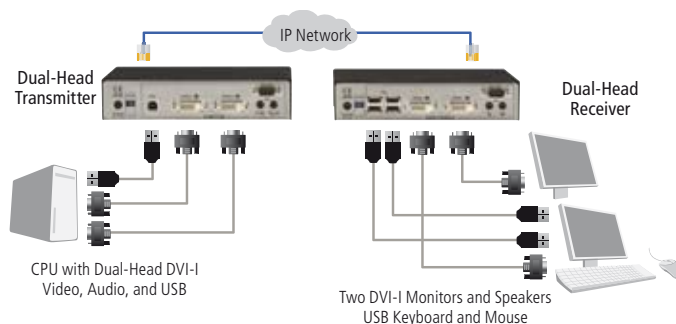 IP Network
Dual-Head
Transmitter
Dual-Head
Receiver
CPU with Dual-Head DVI-I
Video, Audio, and USB
Two DVI-I Monitors and Speakers
USB Keyboard and Mouse